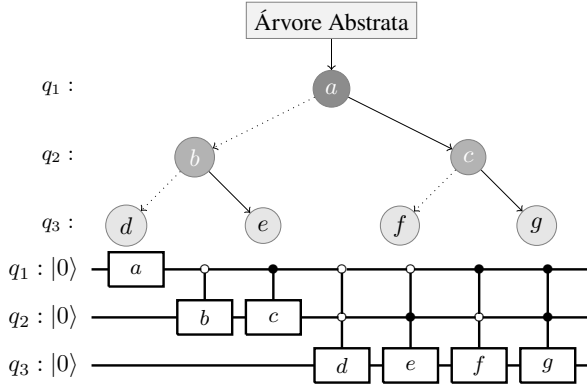 Árvore Abstrata
q₁ : a
q₂ : b c
q₃ : d e f g
q₁ : |0⟩ a
q₂ : |0⟩ b c
q₃ : |0⟩ d e f g